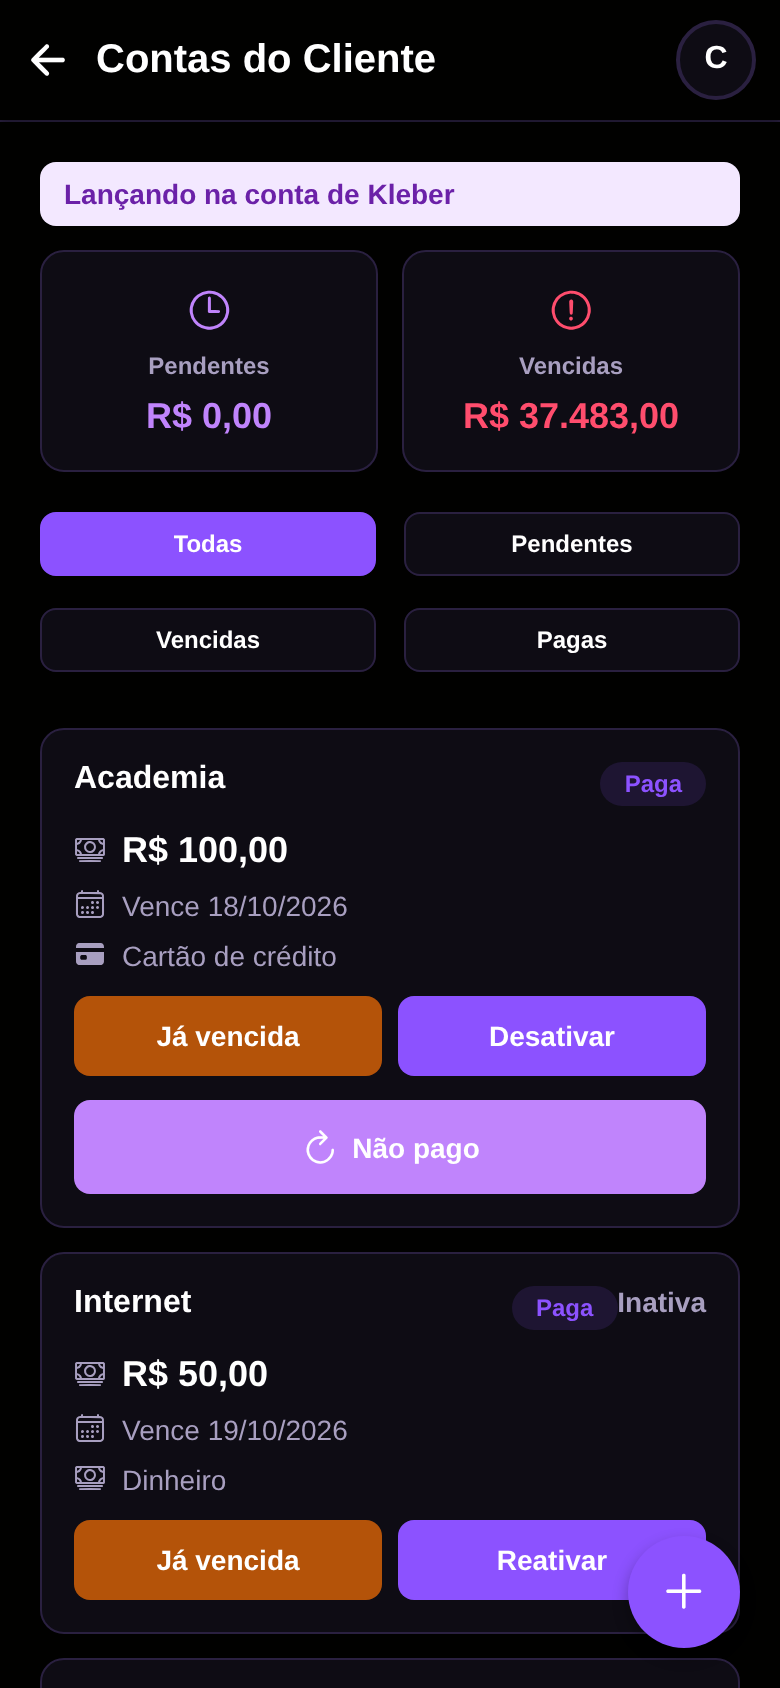 Contas do Cliente
C
Lançando na conta de Kleber
Pendentes
R$ 0,00
Vencidas
R$ 37.483,00
Todas
Pendentes
Vencidas
Pagas
Academia
Paga
R$ 100,00
Vence 18/10/2026
Cartão de crédito
Já vencida
Desativar
Não pago
Internet
Paga
Inativa
R$ 50,00
Vence 19/10/2026
Dinheiro
Já vencida
Reativar